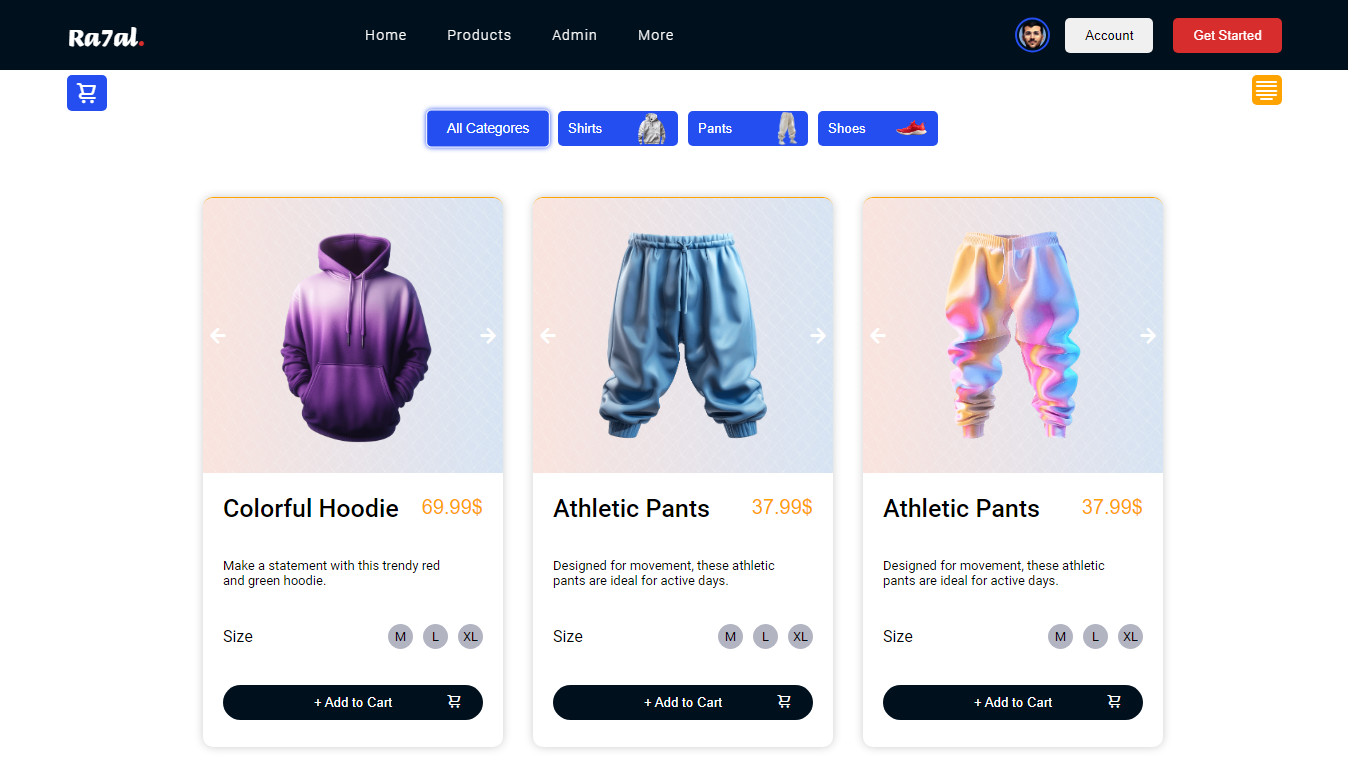 Ra7al.
Home Products Admin More
Account
Get Started
All Categores
Shirts
Pants
Shoes
Colorful Hoodie 69.99$
Make a statement with this trendy red
and green hoodie.
Size M L XL
+ Add to Cart
Athletic Pants 37.99$
Designed for movement, these athletic
pants are ideal for active days.
Size M L XL
+ Add to Cart
Athletic Pants 37.99$
Designed for movement, these athletic
pants are ideal for active days.
Size M L XL
+ Add to Cart